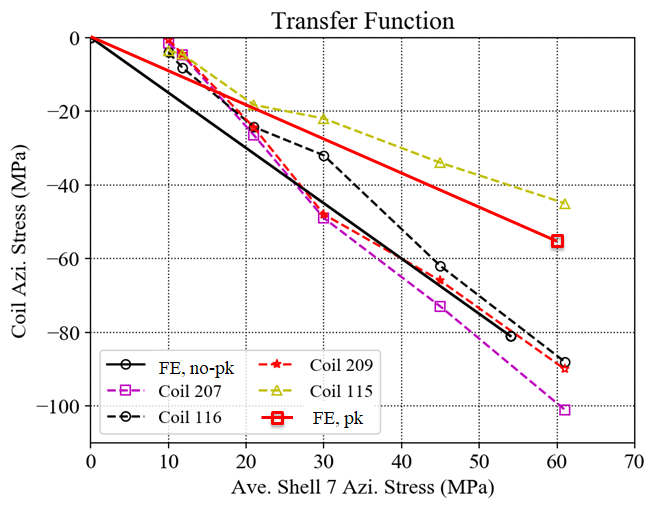 Transfer Function
0
−20
−40
−60
−80
−100
Coil Azi. Stress (MPa)
FE, no-pk
Coil 207
Coil 116
Coil 209
Coil 115
FE, pk
0 10 20 30 40 50 60 70
Ave. Shell 7 Azi. Stress (MPa)